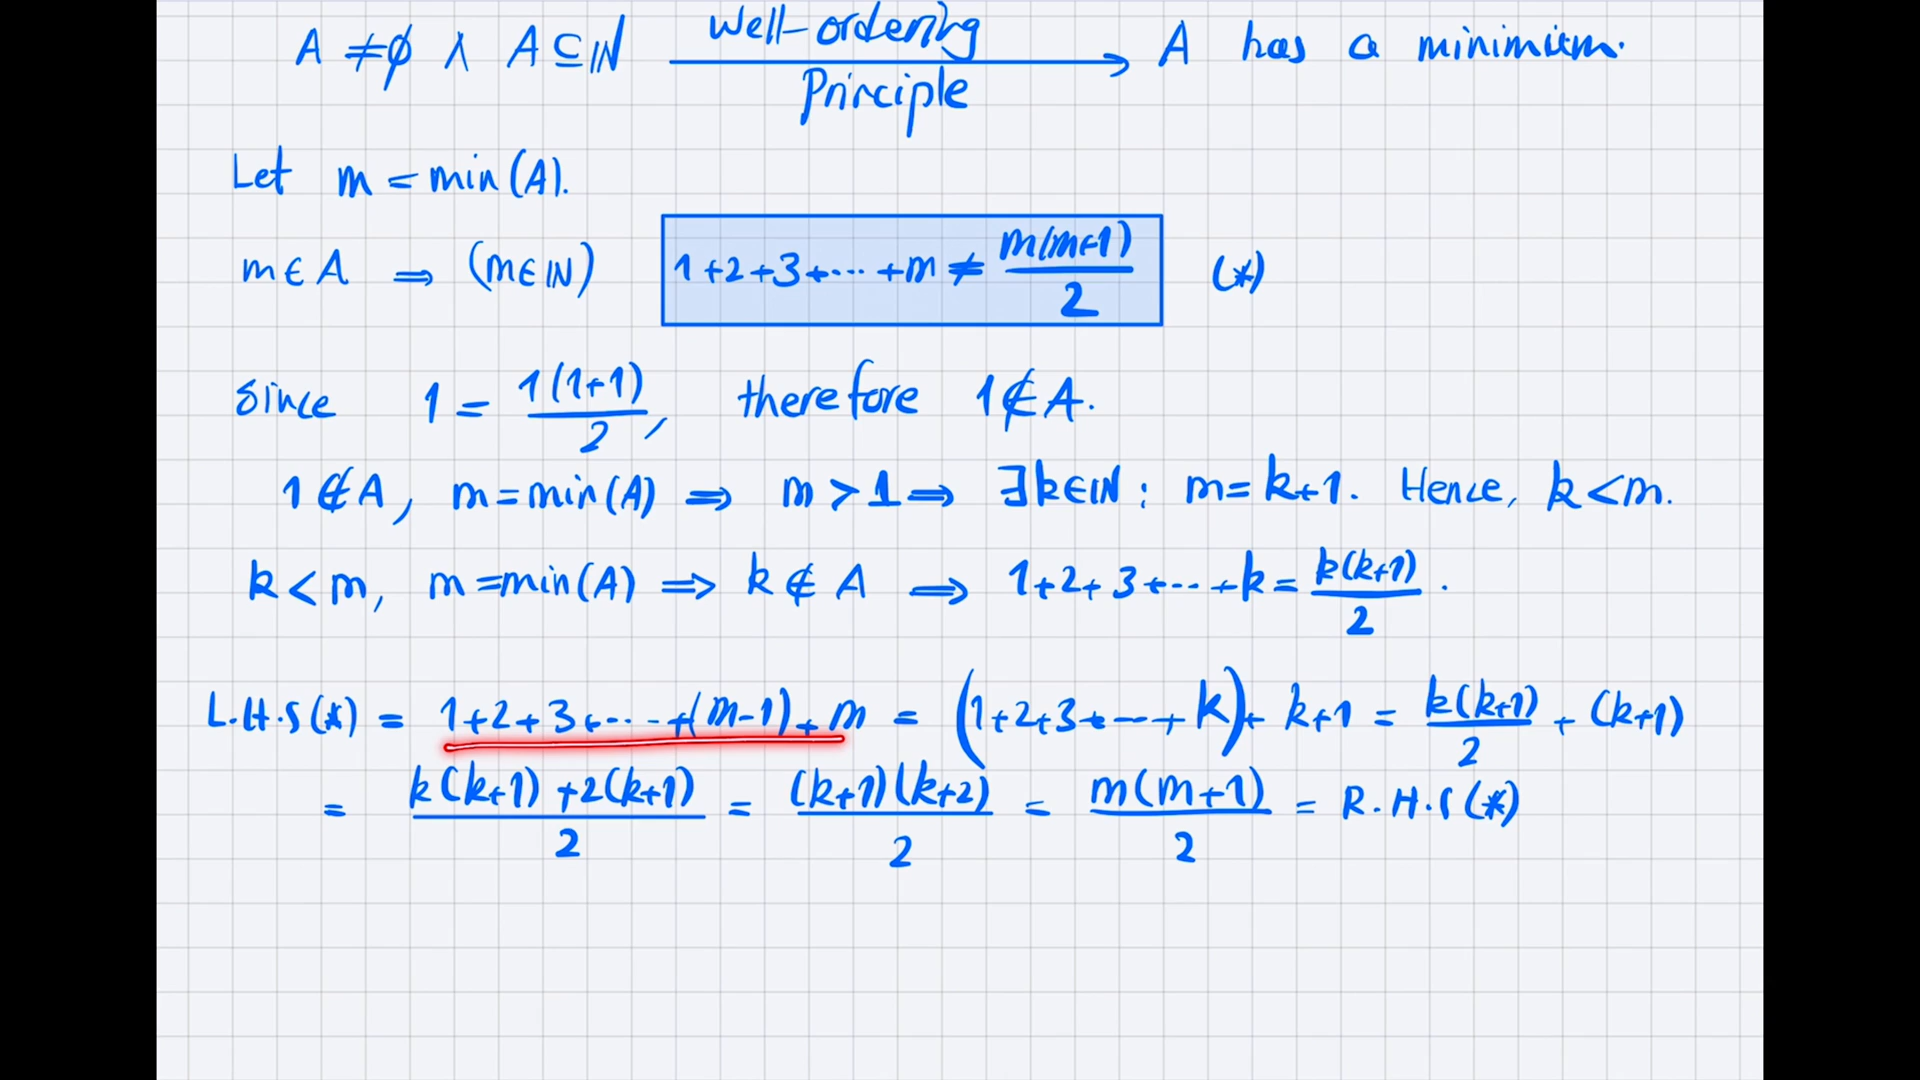 A ≠ ∅ ∧ A ⊆ ℕ —Well-ordering Principle→ A has a minimum.
Let m = min(A).
m ∈ A ⇒ (m ∈ ℕ) 1+2+3+⋯+m ≠ m(m+1)/2 (*)
Since 1 = 1(1+1)/2, therefore 1 ∉ A.
1 ∉ A, m = min(A) ⇒ m > 1 ⇒ ∃k∈ℕ : m = k+1. Hence, k < m.
k < m, m = min(A) ⇒ k ∉ A ⇒ 1+2+3+⋯+k = k(k+1)/2 .
L.H.S(*) = 1+2+3+⋯+(m-1)+m = (1+2+3+⋯+k)+k+1 = k(k+1)/2 + (k+1)
= (k(k+1)+2(k+1))/2 = (k+1)(k+2)/2 = m(m+1)/2 = R.H.S(*)